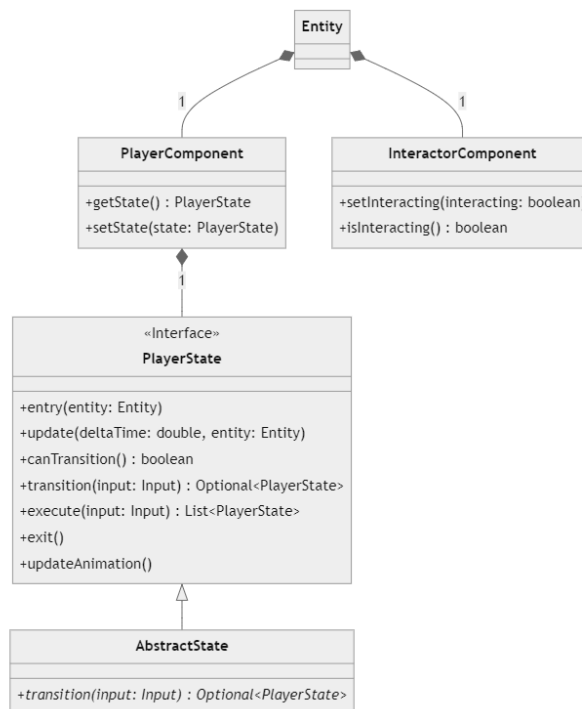 Entity
1
1
PlayerComponent
+getState() : PlayerState
+setState(state: PlayerState)
InteractorComponent
+setInteracting(interacting: boolean
+isInteracting() : boolean
1
«Interface»
PlayerState
+entry(entity: Entity)
+update(deltaTime: double, entity: Entity)
+canTransition() : boolean
+transition(input: Input) : Optional<PlayerState>
+execute(input: Input) : List<PlayerState>
+exit()
+updateAnimation()
AbstractState
+transition(input: Input) : Optional<PlayerState>